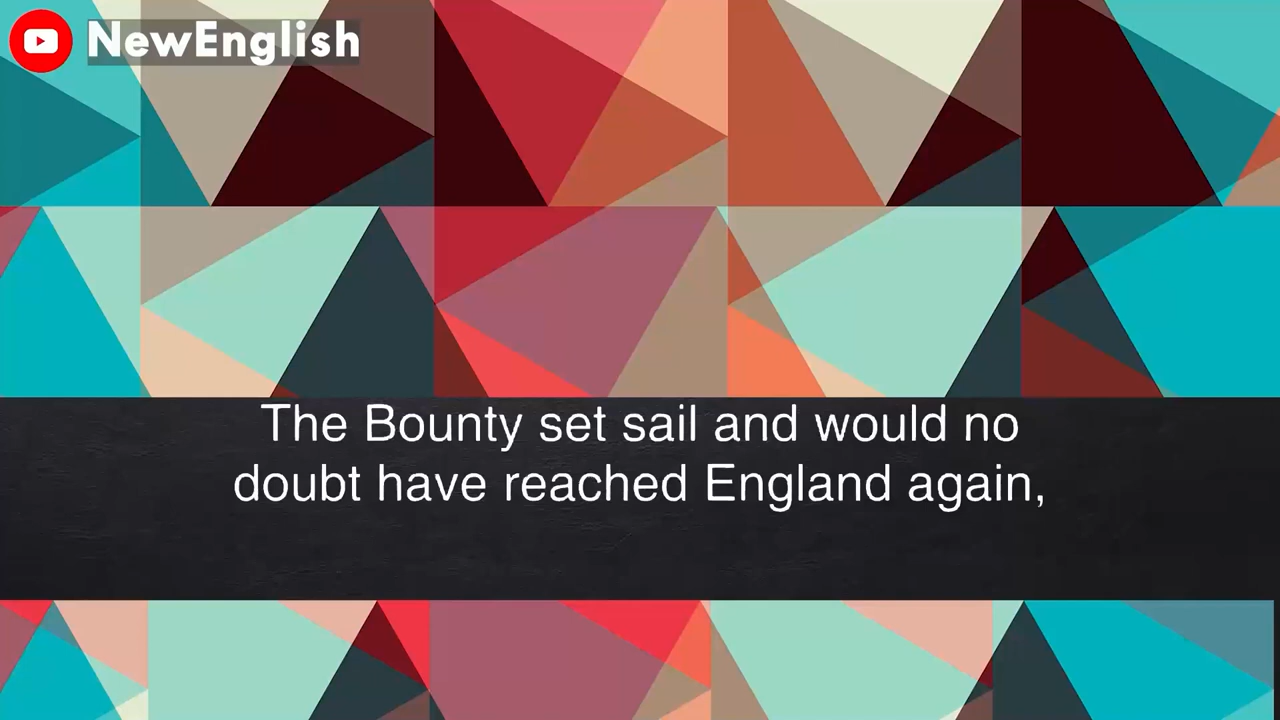 NewEnglish
The Bounty set sail and would no
doubt have reached England again,